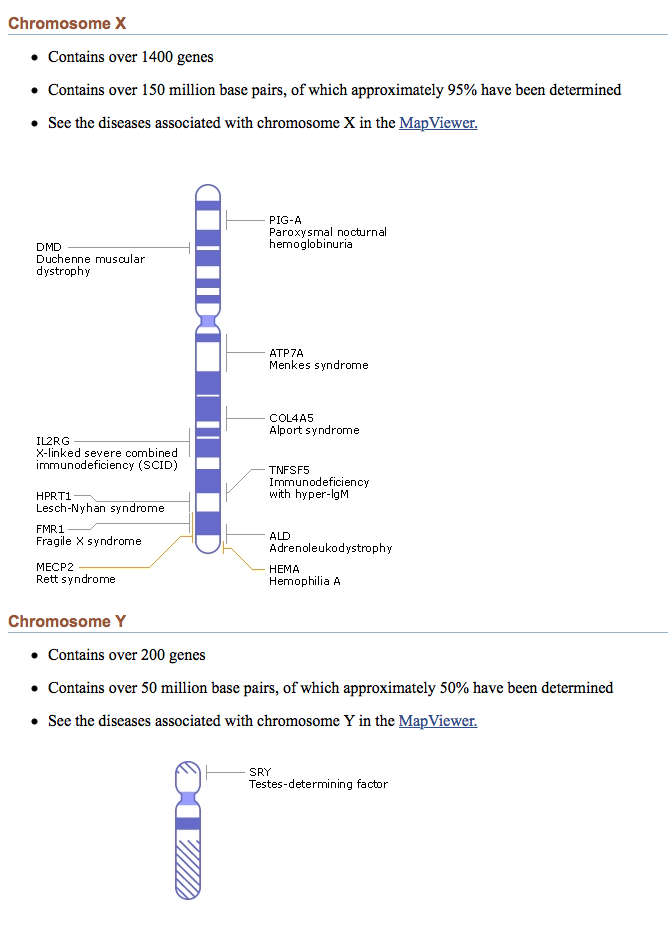 Chromosome X
• Contains over 1400 genes
• Contains over 150 million base pairs, of which approximately 95% have been determined
• See the diseases associated with chromosome X in the MapViewer.
PIG-A
Paroxysmal nocturnal
hemoglobinuria
DMD
Duchenne muscular
dystrophy
ATP7A
Menkes syndrome
COL4A5
Alport syndrome
IL2RG
X-linked severe combined
immunodeficiency (SCID)
TNFSF5
Immunodeficiency
with hyper-IgM
HPRT1
Lesch-Nyhan syndrome
FMR1
Fragile X syndrome
ALD
Adrenoleukodystrophy
MECP2
Rett syndrome
HEMA
Hemophilia A
Chromosome Y
• Contains over 200 genes
• Contains over 50 million base pairs, of which approximately 50% have been determined
• See the diseases associated with chromosome Y in the MapViewer.
SRY
Testes-determining factor